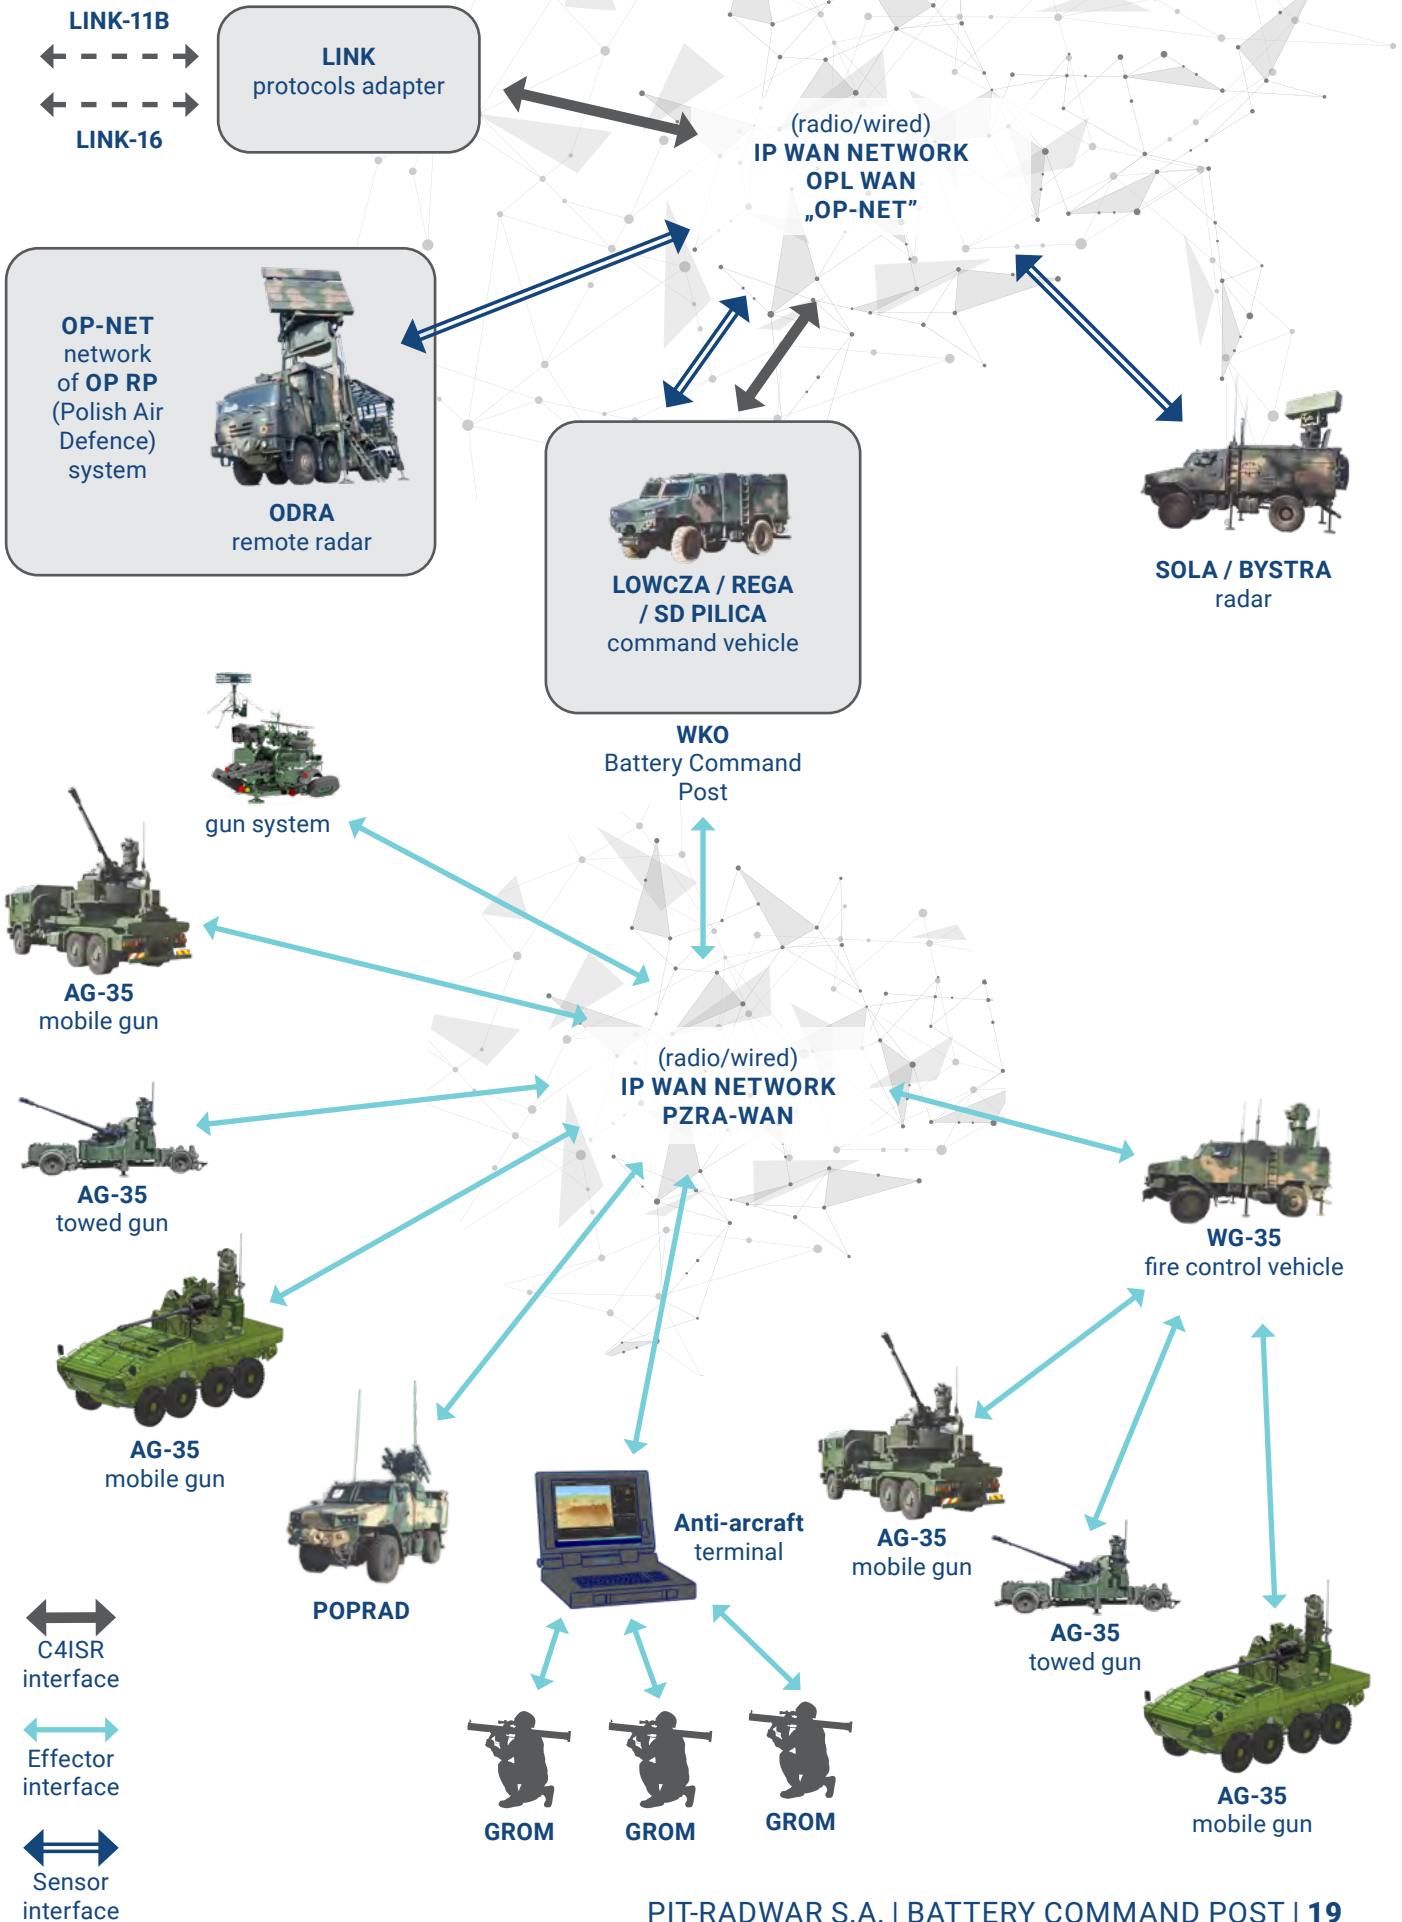 LINK-11B
LINK
protocols adapter
LINK-16
(radio/wired)
IP WAN NETWORK
OPL WAN
„OP-NET”
OP-NET
network
of OP RP
(Polish Air
Defence)
system
ODRA
remote radar
LOWCZA / REGA
/ SD PILICA
command vehicle
SOLA / BYSTRA
radar
WKO
Battery Command
Post
gun system
AG-35
mobile gun
(radio/wired)
IP WAN NETWORK
PZRA-WAN
AG-35
towed gun
WG-35
fire control vehicle
AG-35
mobile gun
POPRAD
Anti-arcraft
terminal
AG-35
mobile gun
AG-35
towed gun
AG-35
mobile gun
GROM
GROM
GROM
C4ISR
interface
Effector
interface
Sensor
interface
PIT-RADWAR S.A. | BATTERY COMMAND POST | 19